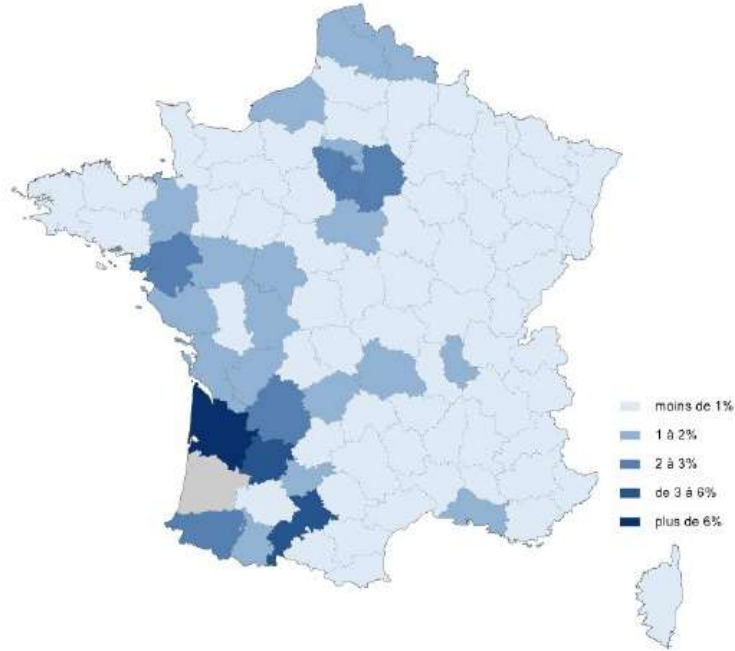 moins de 1%
1 à 2%
2 à 3%
de 3 à 6%
plus de 6%